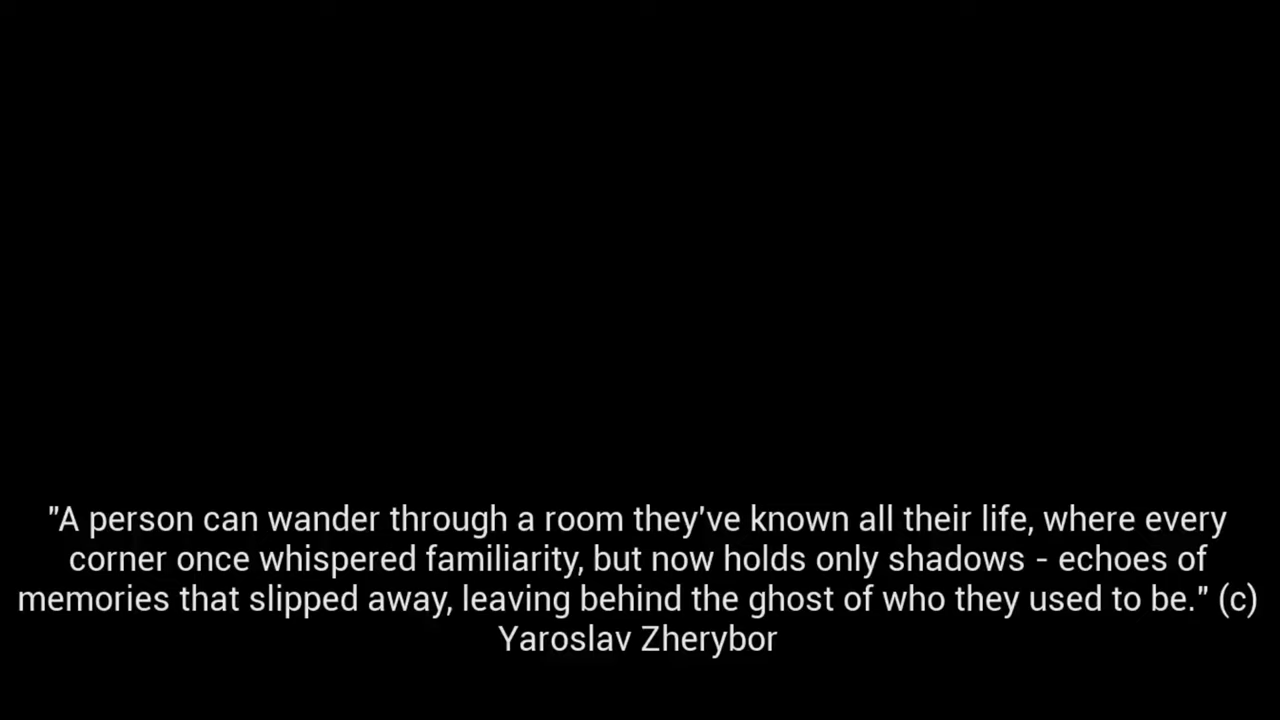 "A person can wander through a room they've known all their life, where every
corner once whispered familiarity, but now holds only shadows - echoes of
memories that slipped away, leaving behind the ghost of who they used to be." (c)
Yaroslav Zherybor